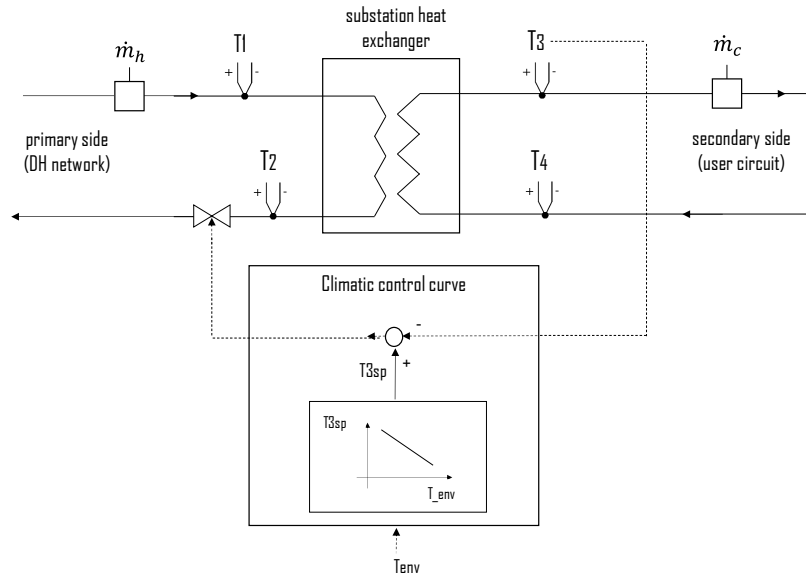 substation heat
exchanger
ṁₕ
T1
+ -
T3
+ -
ṁ_c
primary side
(DH network)
secondary side
(user circuit)
T2
+ -
T4
+ -
Climatic control curve
-
+
T3sp
T3sp
T_env
Tenv